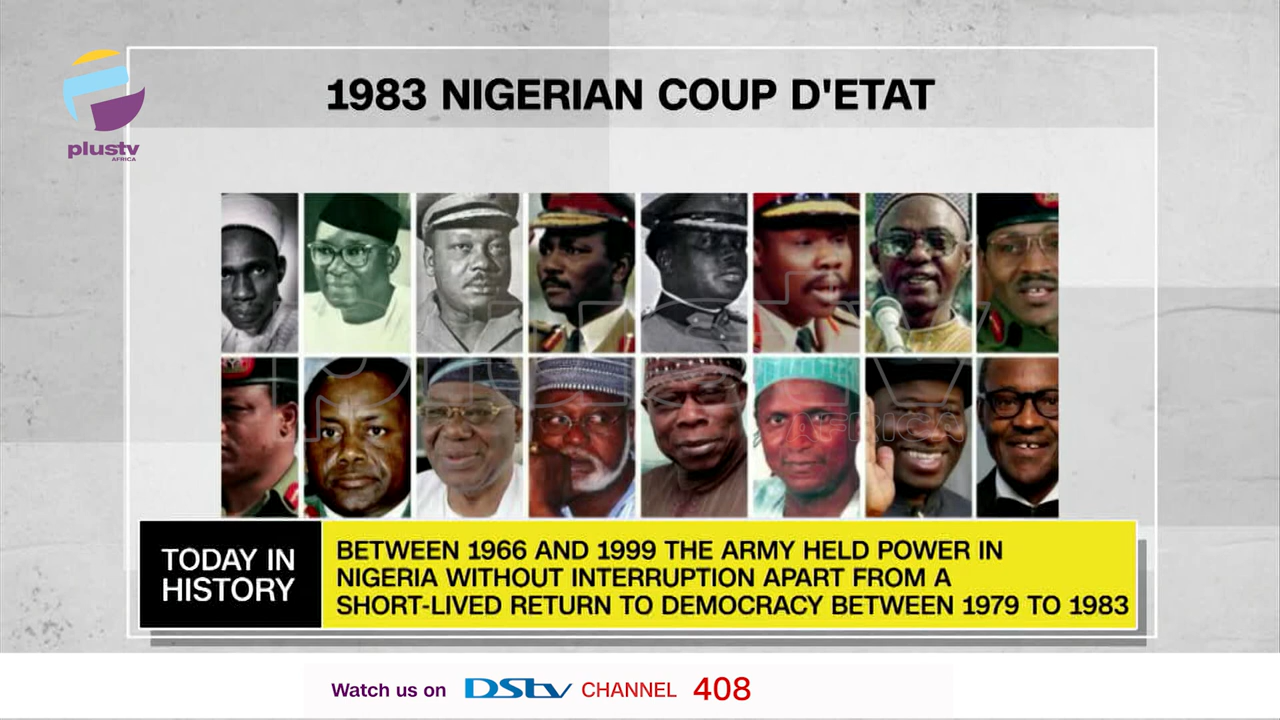 plustv
AFRICA
1983 NIGERIAN COUP D'ETAT
plustv
AFRICA
TODAY IN
HISTORY
BETWEEN 1966 AND 1999 THE ARMY HELD POWER IN
NIGERIA WITHOUT INTERRUPTION APART FROM A
SHORT-LIVED RETURN TO DEMOCRACY BETWEEN 1979 TO 1983
Watch us on DStv CHANNEL 408